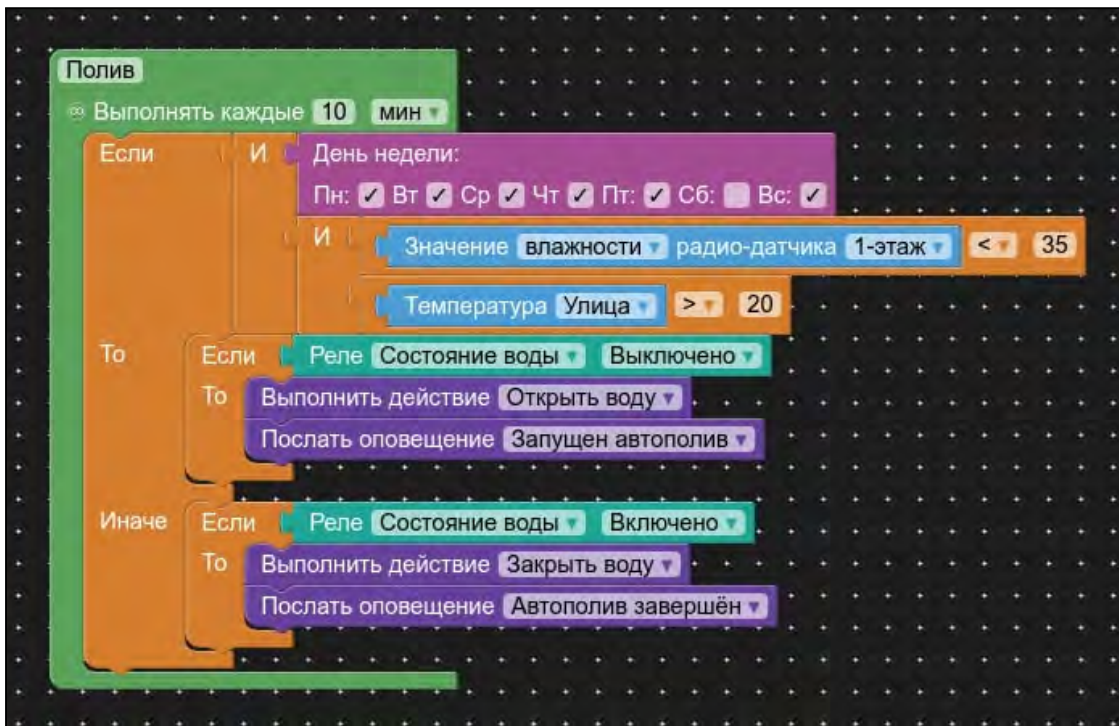 Полив
Выполнять каждые 10 мин
Если И День недели:
Пн: Вт Ср Чт Пт: Сб: Вс:
И Значение влажности радио-датчика 1-этаж < 35
Температура Улица > 20
То Если Реле Состояние воды Выключено
То Выполнить действие Открыть воду
Послать оповещение Запущен автополив
Иначе Если Реле Состояние воды Включено
То Выполнить действие Закрыть воду
Послать оповещение Автополив завершён